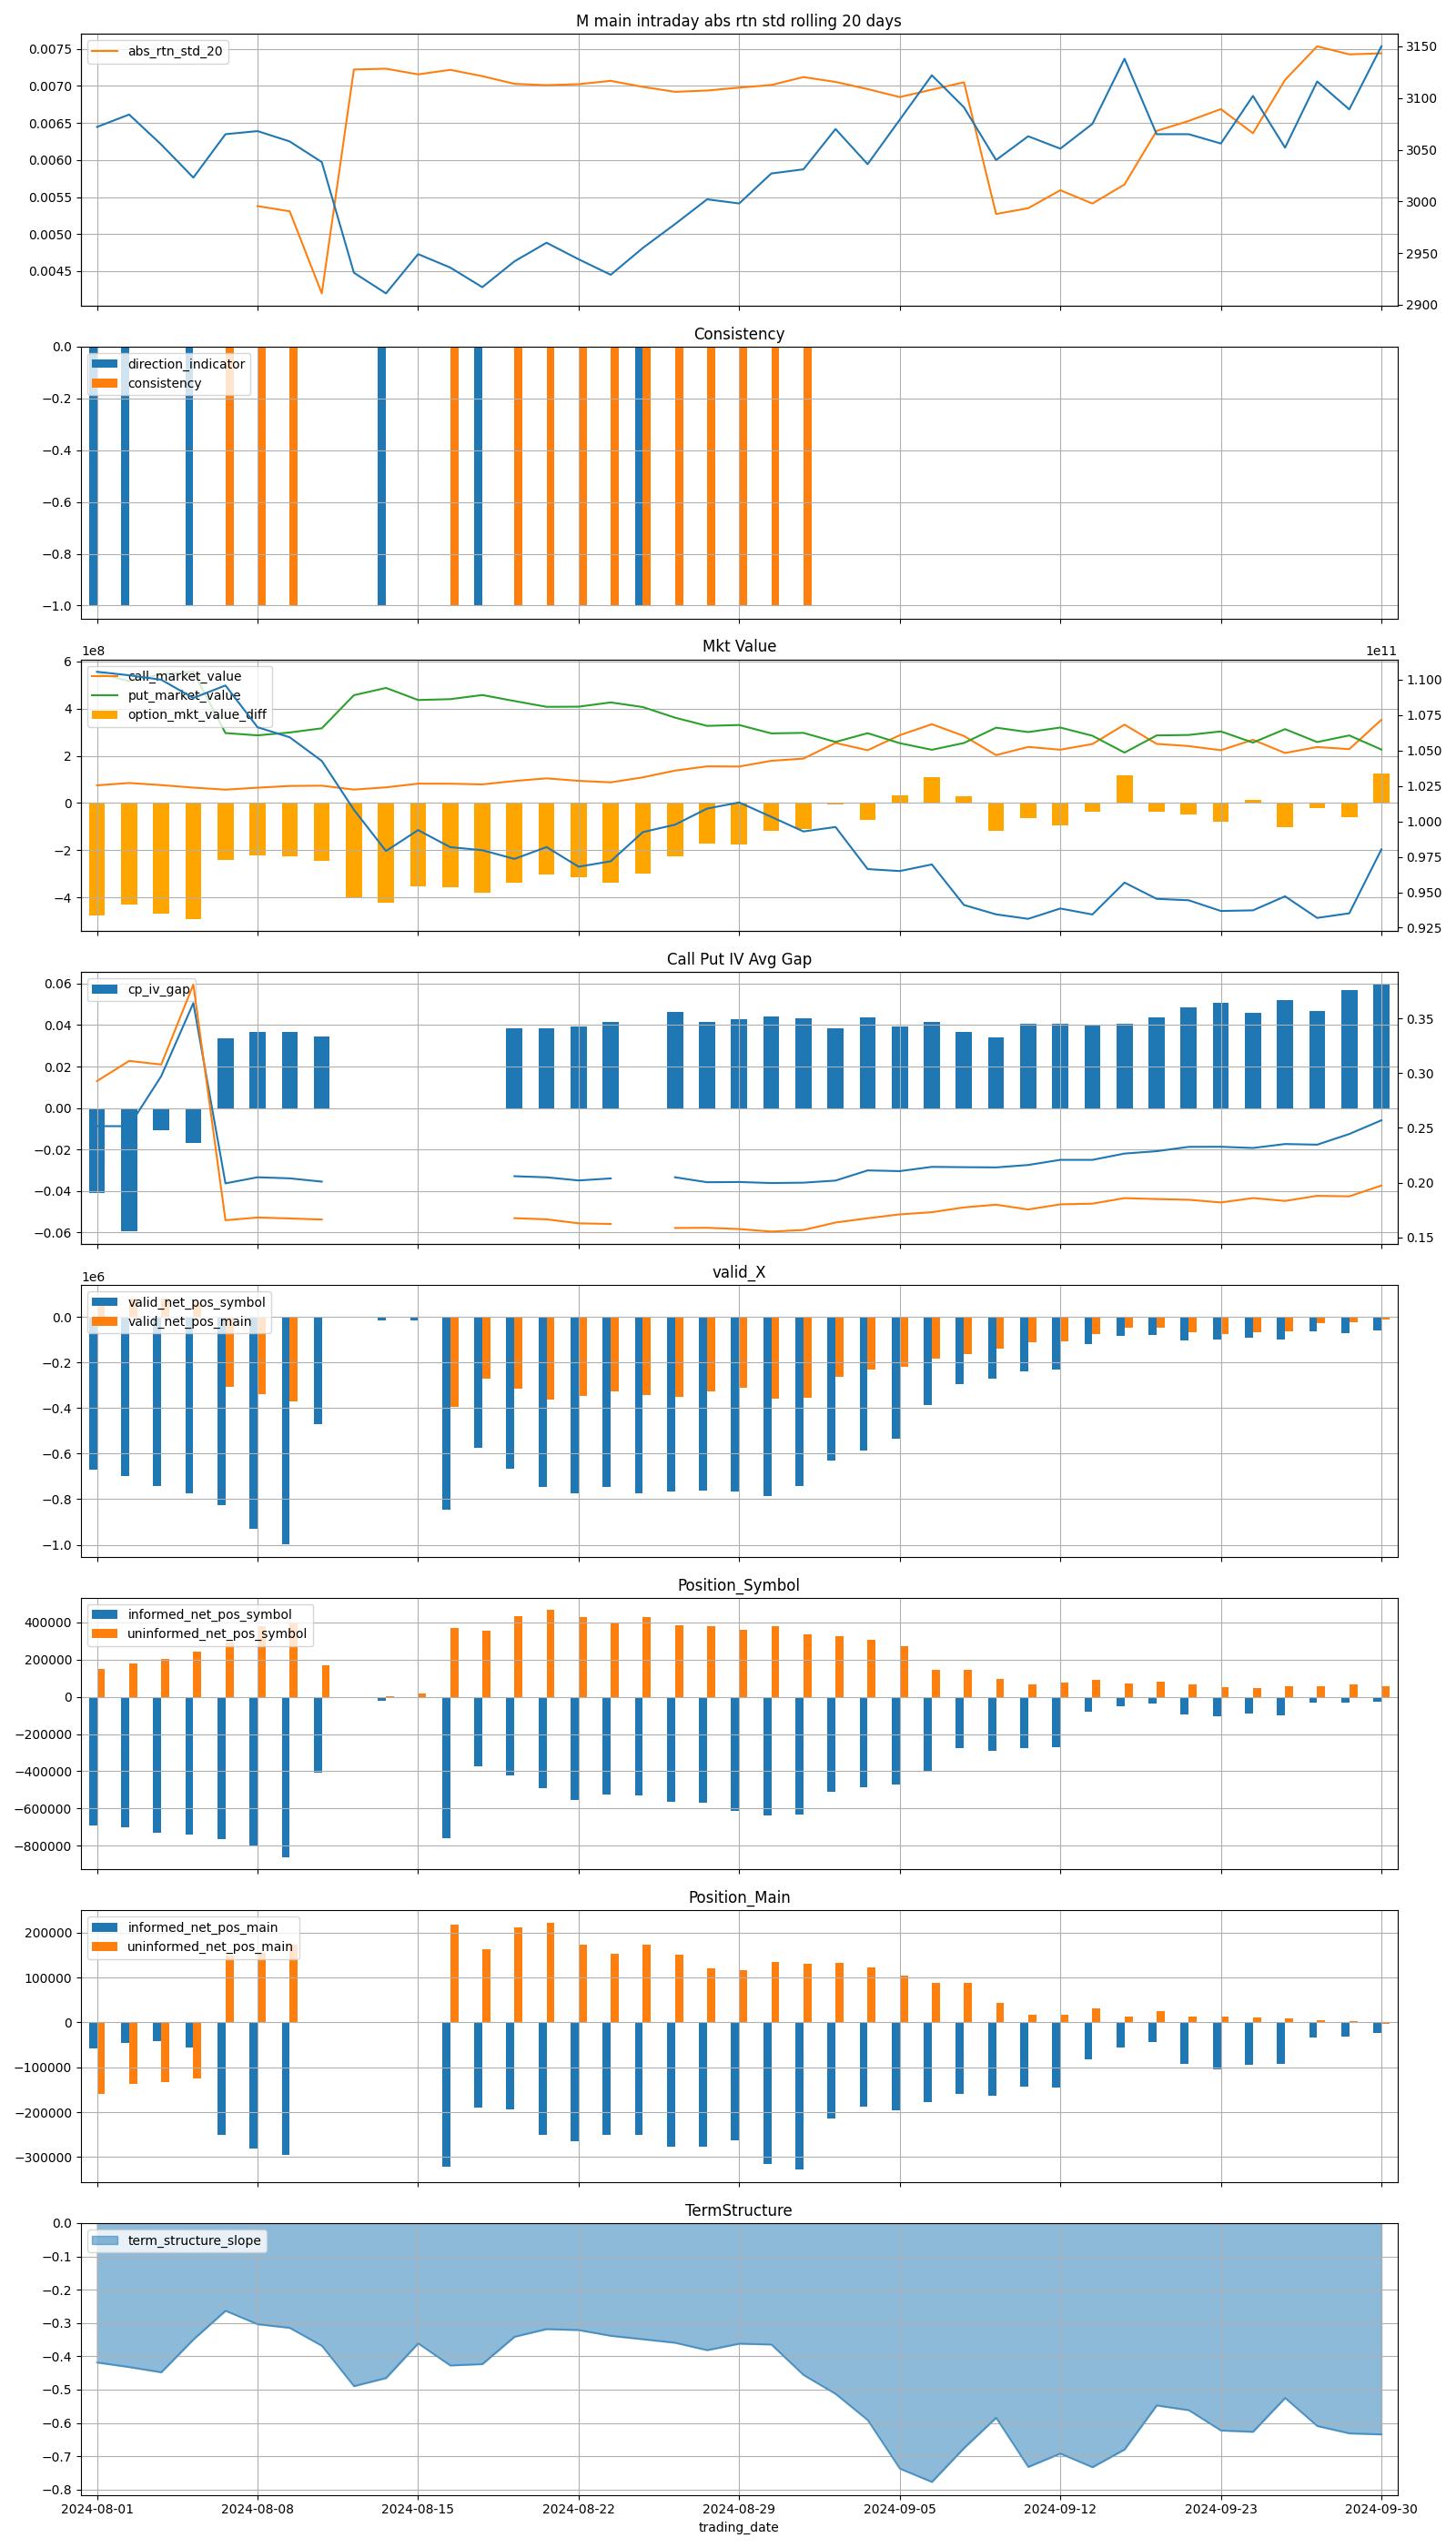 M main intraday abs rtn std rolling 20 days
abs_rtn_std_20
0.0075
0.0070
0.0065
0.0060
0.0055
0.0050
0.0045
3150
3100
3050
3000
2950
2900
Consistency
direction_indicator
consistency
0.0
−0.2
−0.4
−0.6
−0.8
−1.0
Mkt Value
1e8
1e11
call_market_value
put_market_value
option_mkt_value_diff
6
4
2
0
−2
−4
1.100
1.075
1.050
1.025
1.000
0.975
0.950
0.925
Call Put IV Avg Gap
cp_iv_gap
0.06
0.04
0.02
0.00
−0.02
−0.04
−0.06
0.35
0.30
0.25
0.20
0.15
valid_X
1e6
valid_net_pos_symbol
valid_net_pos_main
0.0
−0.2
−0.4
−0.6
−0.8
−1.0
Position_Symbol
informed_net_pos_symbol
uninformed_net_pos_symbol
400000
200000
0
−200000
−400000
−600000
−800000
Position_Main
informed_net_pos_main
uninformed_net_pos_main
200000
100000
0
−100000
−200000
−300000
TermStructure
term_structure_slope
0.0
−0.1
−0.2
−0.3
−0.4
−0.5
−0.6
−0.7
−0.8
2024-08-01 2024-08-08 2024-08-15 2024-08-22 2024-08-29 2024-09-05 2024-09-12 2024-09-23 2024-09-30
trading_date